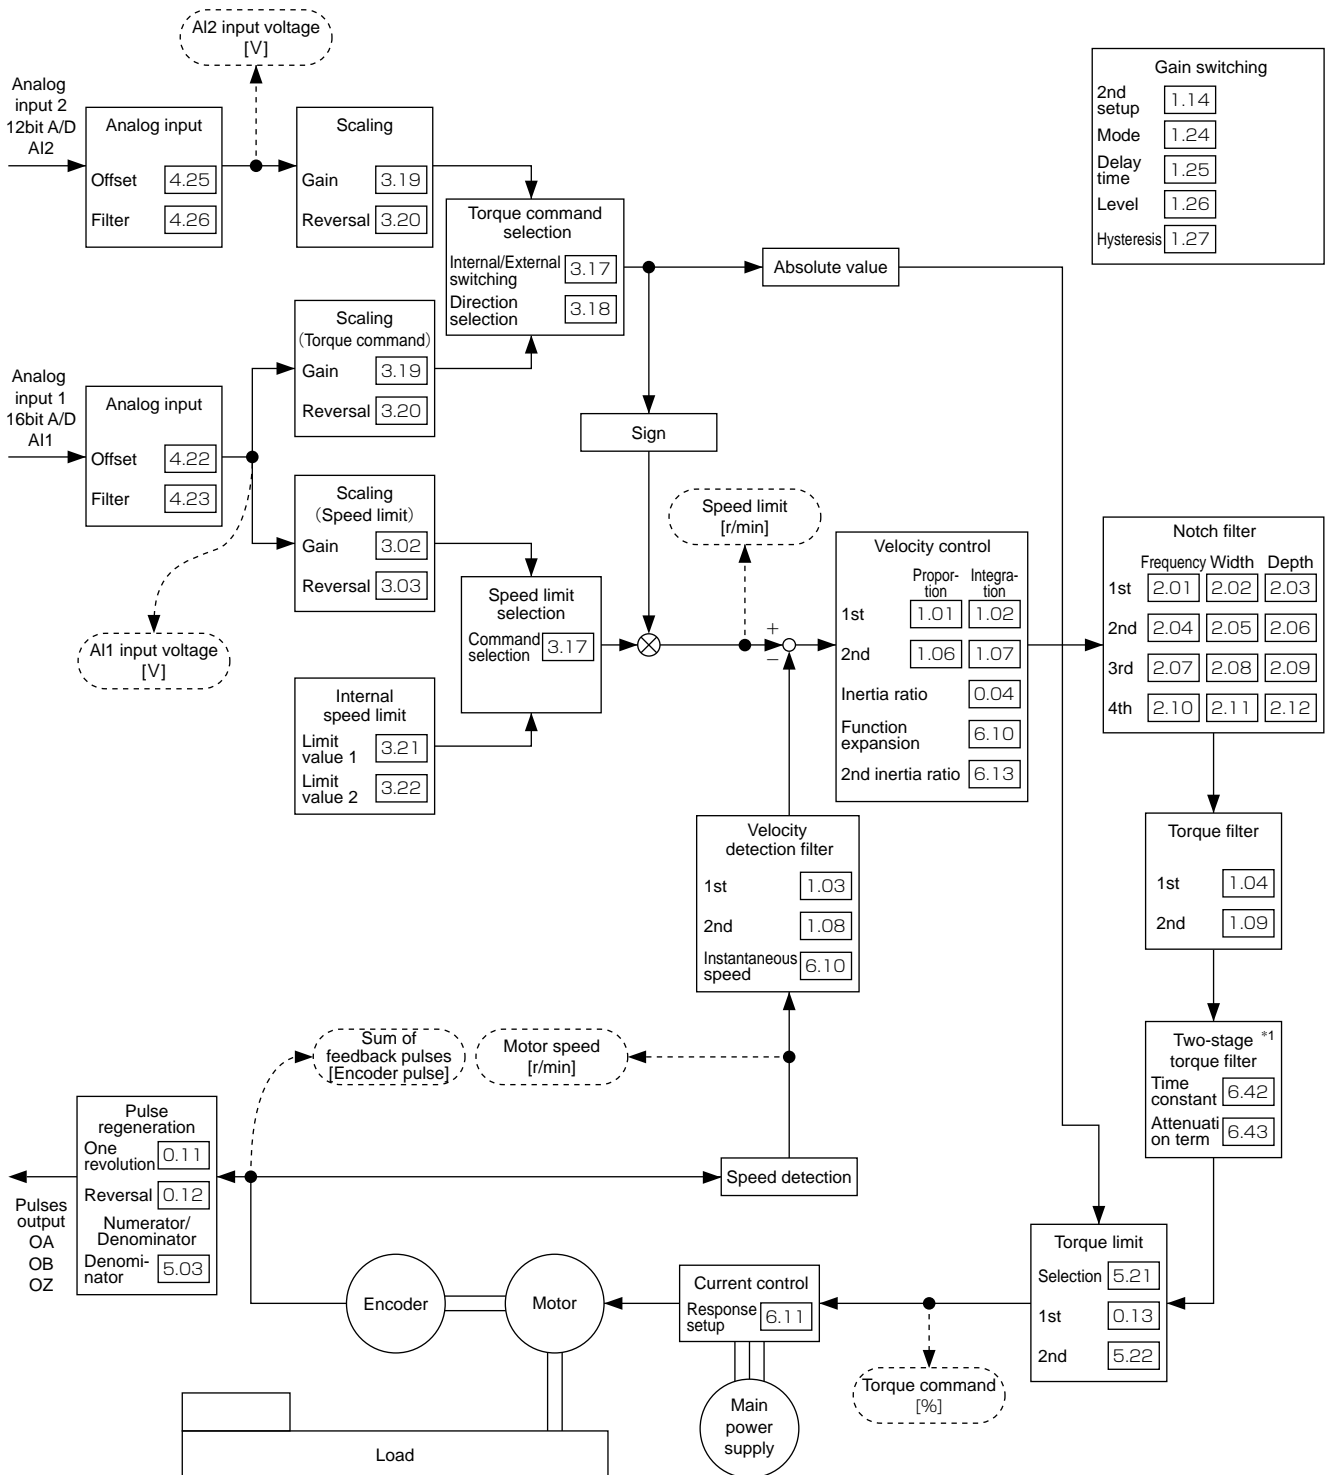 AI2 input voltage
[V]
Analog
input 2
12bit A/D
AI2
Analog input
Offset 4.25
Filter 4.26
Scaling
Gain 3.19
Reversal 3.20
Torque command
selection
Internal/External
switching 3.17
Direction
selection 3.18
Absolute value
Gain switching
2nd
setup 1.14
Mode 1.24
Delay
time 1.25
Level 1.26
Hysteresis 1.27
Analog
input 1
16bit A/D
AI1
Analog input
Offset 4.22
Filter 4.23
Scaling
(Torque command)
Gain 3.19
Reversal 3.20
Sign
Scaling
(Speed limit)
Gain 3.02
Reversal 3.03
AI1 input voltage
[V]
Speed limit
selection
Command
selection 3.17
Internal
speed limit
Limit
value 1 3.21
Limit
value 2 3.22
Speed limit
[r/min]
+
−
Velocity control
Propor-
tion
Integra-
tion
1st 1.01 1.02
2nd 1.06 1.07
Inertia ratio 0.04
Function
expansion 6.10
2nd inertia ratio 6.13
Notch filter
Frequency Width Depth
1st 2.01 2.02 2.03
2nd 2.04 2.05 2.06
3rd 2.07 2.08 2.09
4th 2.10 2.11 2.12
Velocity
detection filter
1st 1.03
2nd 1.08
Instantaneous
speed 6.10
Torque filter
1st 1.04
2nd 1.09
Two-stage *1
torque filter
Time
constant 6.42
Attenuati
on term 6.43
Sum of
feedback pulses
[Encoder pulse]
Motor speed
[r/min]
Pulse
regeneration
One
revolution 0.11
Reversal 0.12
Numerator/
Denominator
Denomi-
nator 5.03
Pulses
output
OA
OB
OZ
Speed detection
Encoder
Motor
Current control
Response
setup 6.11
Torque limit
Selection 5.21
1st 0.13
2nd 5.22
Torque command
[%]
Main
power
supply
Load